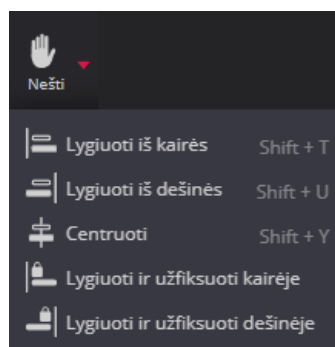 Nešti
Lygiuoti iš kairės Shift + T
Lygiuoti iš dešinės Shift + U
Centruoti Shift + Y
Lygiuoti ir užfiksuoti kairėje
Lygiuoti ir užfiksuoti dešinėje